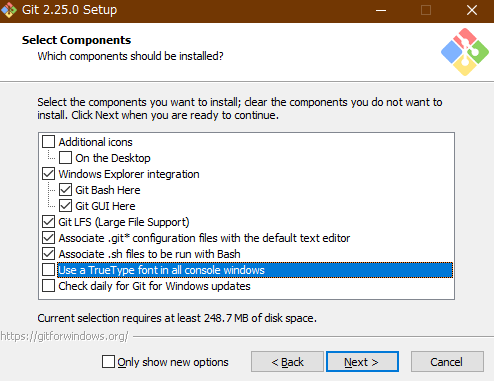 Git 2.25.0 Setup
Select Components
Which components should be installed?
Select the components you want to install; clear the components you do not want to
install. Click Next when you are ready to continue.
Additional icons
On the Desktop
Windows Explorer integration
Git Bash Here
Git GUI Here
Git LFS (Large File Support)
Associate .git* configuration files with the default text editor
Associate .sh files to be run with Bash
Use a TrueType font in all console windows
Check daily for Git for Windows updates
Current selection requires at least 248.7 MB of disk space.
https://gitforwindows.org/
Only show new options
< Back
Next >
Cancel